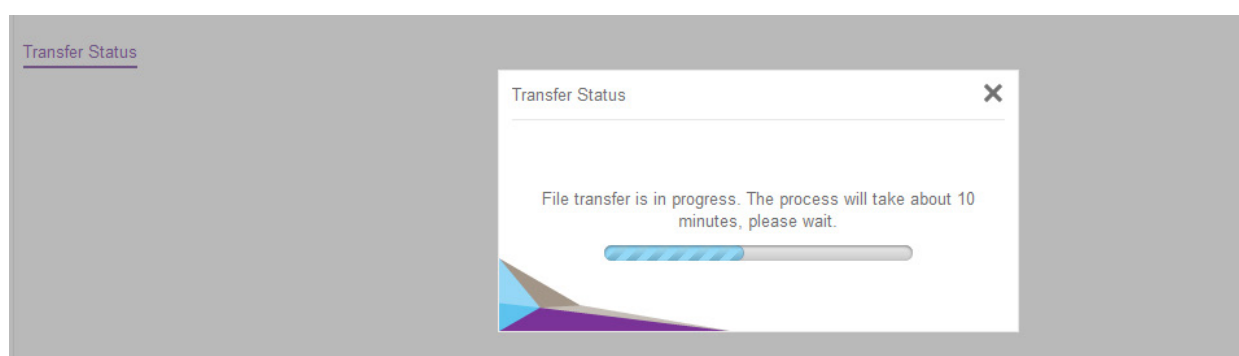 Transfer Status
Transfer Status
File transfer is in progress. The process will take about 10
minutes, please wait.